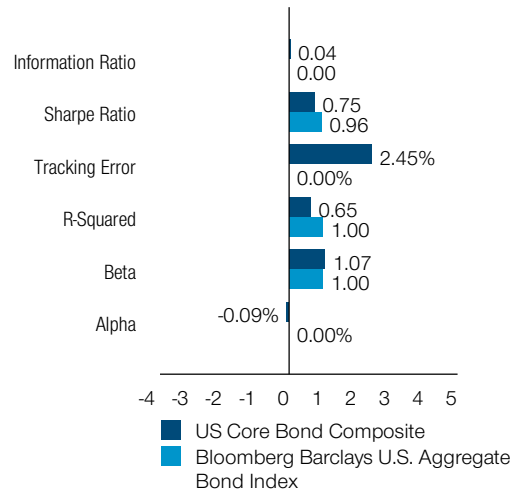 Information Ratio
0.04
0.00
Sharpe Ratio
0.75
0.96
Tracking Error
2.45%
0.00%
R-Squared
0.65
1.00
Beta
1.07
1.00
Alpha
-0.09%
0.00%
-4 -3 -2 -1 0 1 2 3 4 5
US Core Bond Composite
Bloomberg Barclays U.S. Aggregate
Bond Index